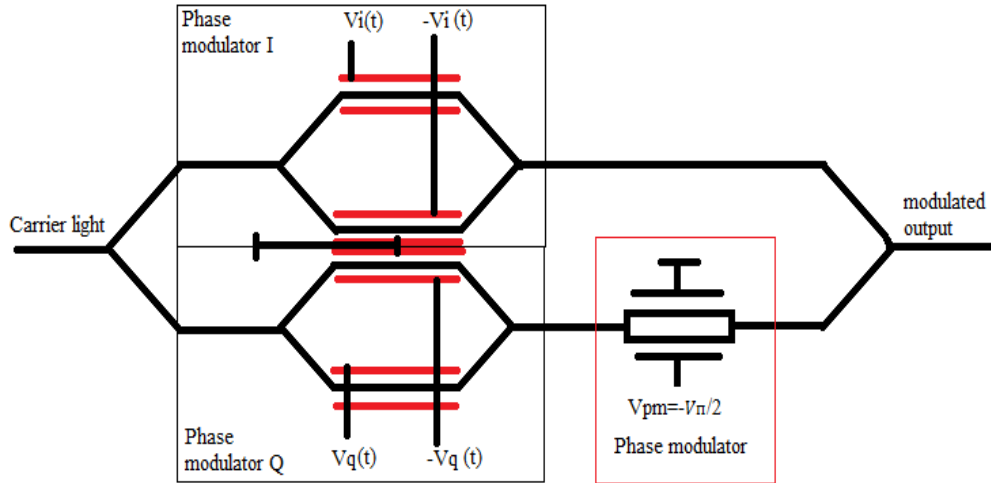 Phase
modulator I
Vi(t)
-Vi (t)
Carrier light
modulated
output
Vpm=-Vπ/2
Phase modulator
Phase
modulator Q
Vq(t)
-Vq (t)